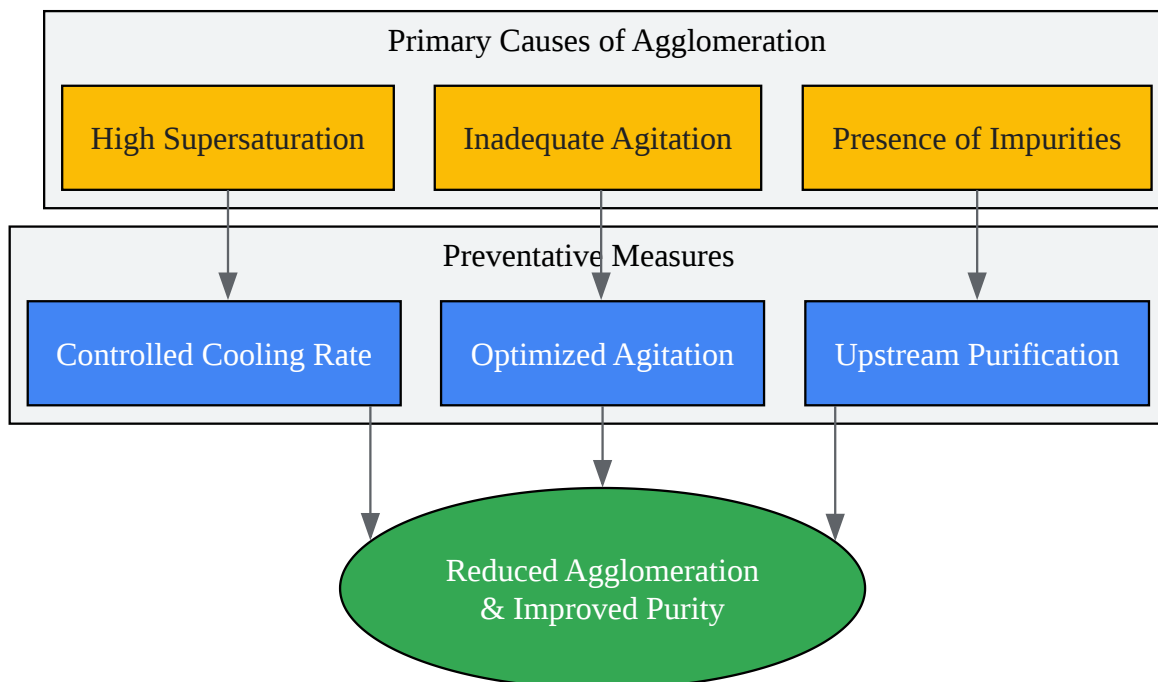 Primary Causes of Agglomeration
High Supersaturation
Inadequate Agitation
Presence of Impurities
Preventative Measures
Controlled Cooling Rate
Optimized Agitation
Upstream Purification
Reduced Agglomeration
& Improved Purity